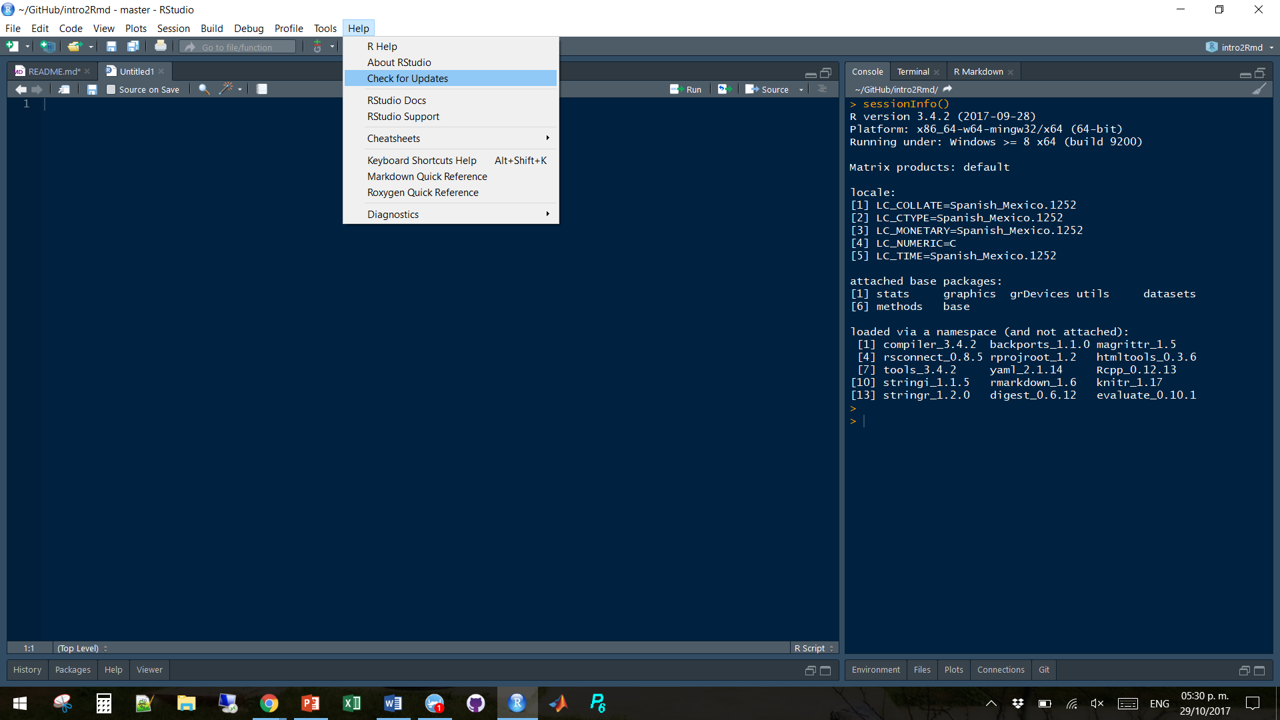 ~/GitHub/intro2Rmd - master - RStudio
File Edit Code View Plots Session Build Debug Profile Tools Help
Go to file/function
intro2Rmd
R Help
About RStudio
Check for Updates
RStudio Docs
RStudio Support
Cheatsheets
Keyboard Shortcuts Help Alt+Shift+K
Markdown Quick Reference
Roxygen Quick Reference
Diagnostics
README.md* Untitled1
Source on Save
Run Source
1
1:1 (Top Level) R Script
History Packages Help Viewer
Console Terminal R Markdown
~/GitHub/intro2Rmd/
> sessionInfo()
R version 3.4.2 (2017-09-28)
Platform: x86_64-w64-mingw32/x64 (64-bit)
Running under: Windows >= 8 x64 (build 9200)
Matrix products: default
locale:
[1] LC_COLLATE=Spanish_Mexico.1252
[2] LC_CTYPE=Spanish_Mexico.1252
[3] LC_MONETARY=Spanish_Mexico.1252
[4] LC_NUMERIC=C
[5] LC_TIME=Spanish_Mexico.1252
attached base packages:
[1] stats graphics grDevices utils datasets
[6] methods base
loaded via a namespace (and not attached):
[1] compiler_3.4.2 backports_1.1.0 magrittr_1.5
[4] rsconnect_0.8.5 rprojroot_1.2 htmltools_0.3.6
[7] tools_3.4.2 yaml_2.1.14 Rcpp_0.12.13
[10] stringi_1.1.5 rmarkdown_1.6 knitr_1.17
[13] stringr_1.2.0 digest_0.6.12 evaluate_0.10.1
>
>
Environment Files Plots Connections Git
ENG
05:30 p. m.
29/10/2017